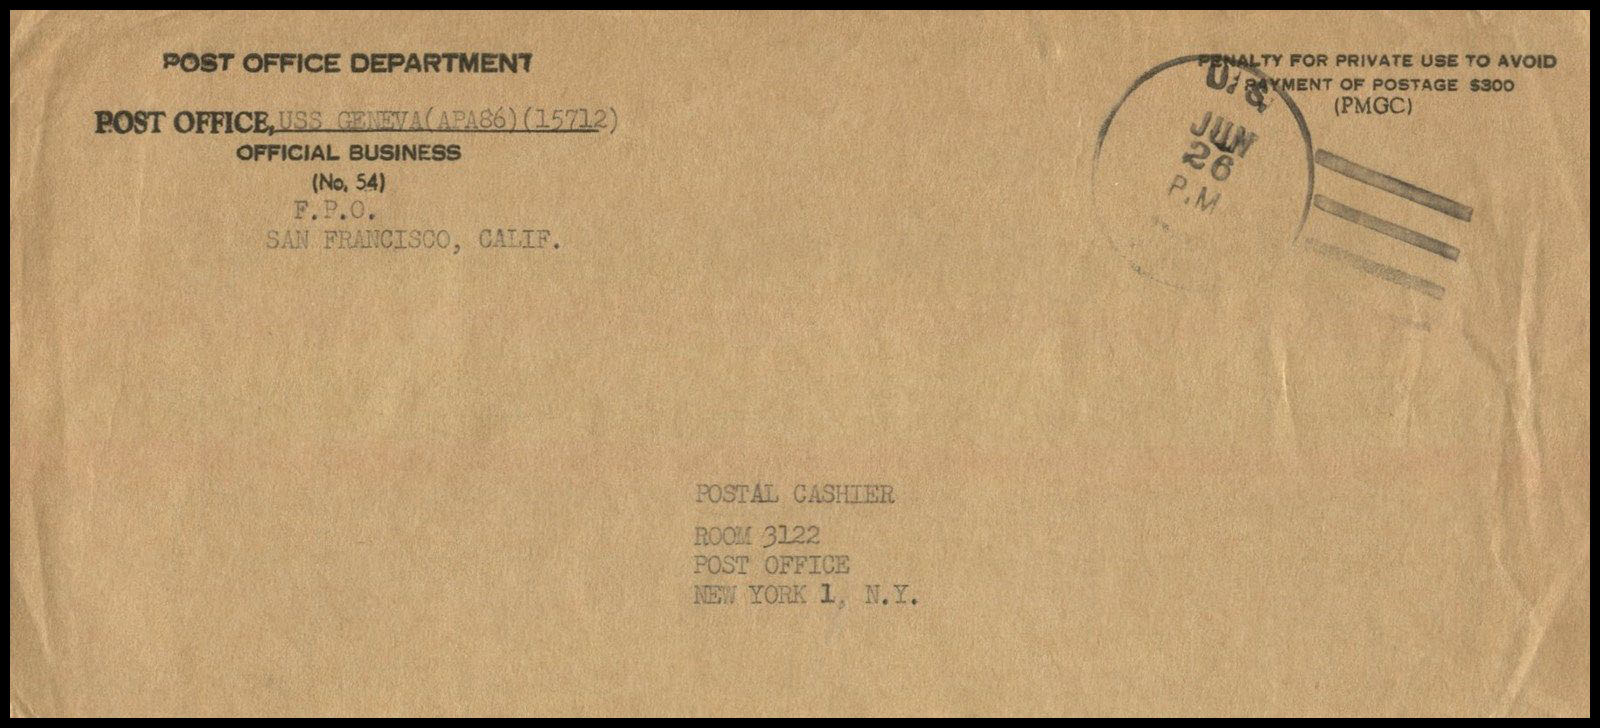 POST OFFICE DEPARTMENT
POST OFFICE, USS GENEVA(APA86)(15712)
OFFICIAL BUSINESS
(No. 54)
F.P.O.
SAN FRANCISCO, CALIF.
PENALTY FOR PRIVATE USE TO AVOID
PAYMENT OF POSTAGE $300
(PMGC)
U.S.
JUN
26
P.M
POSTAL CASHIER
ROOM 3122
POST OFFICE
NEW YORK 1, N.Y.